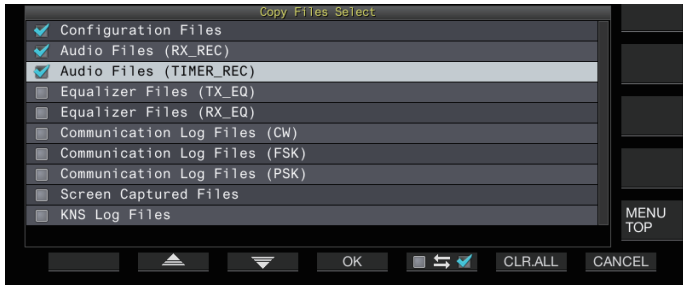 Copy Files Select
Configuration Files
Audio Files (RX_REC)
Audio Files (TIMER_REC)
Equalizer Files (TX_EQ)
Equalizer Files (RX_EQ)
Communication Log Files (CW)
Communication Log Files (FSK)
Communication Log Files (PSK)
Screen Captured Files
KNS Log Files
MENU
TOP
OK
CLR.ALL
CANCEL